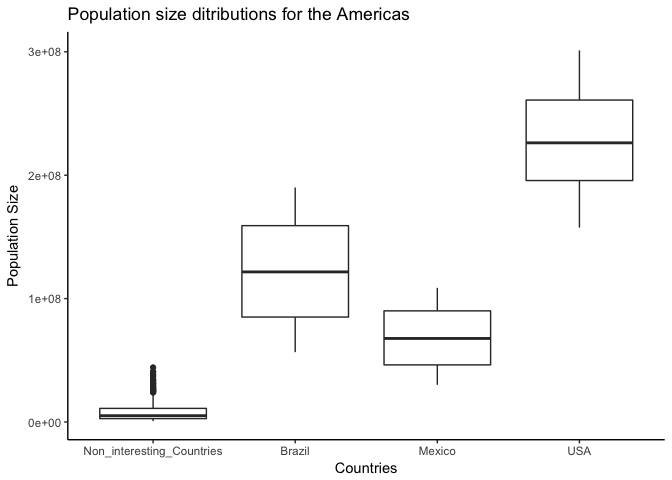 Population size ditributions for the Americas
Population Size
3e+08
2e+08
1e+08
0e+00
Non_interesting_Countries Brazil Mexico USA
Countries